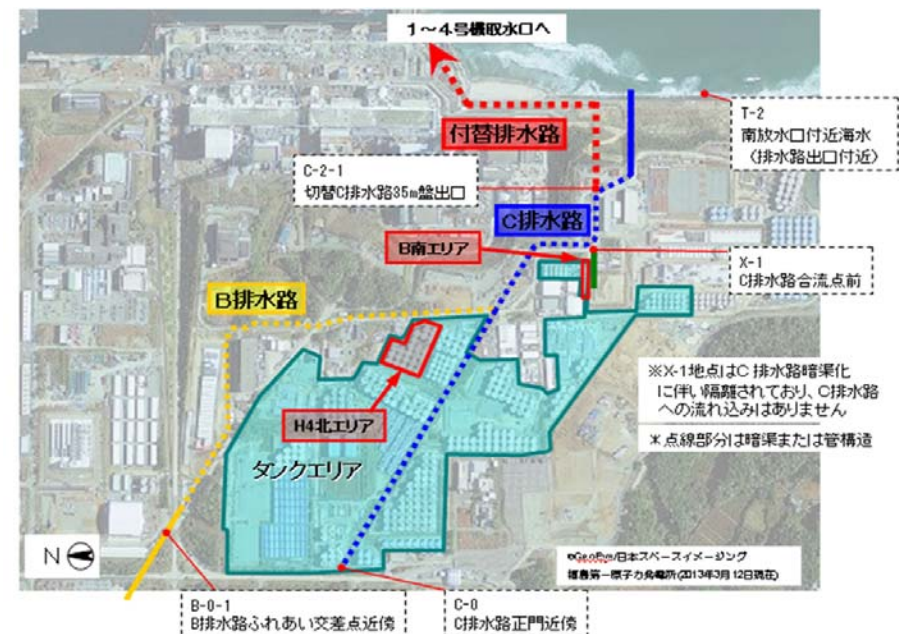 1～4号機取水口へ
T-2
南放水口付近海水
（排水路出口付近）
付替排水路
C-2-1
切替C排水路35m盤出口
C排水路
B南エリア
X-1
C排水路合流点前
B排水路
※X-1地点はC排水路暗渠化
に伴い隔離されており、C排水路
への流れ込みはありません
＊点線部分は暗渠または管構造
H4北エリア
タンクエリア
N
©GeoEye/日本スペースイメージング
福島第一原子力発電所(2013年3月12日現在)
B-0-1
B排水路ふれあい交差点近傍
C-0
C排水路正門近傍